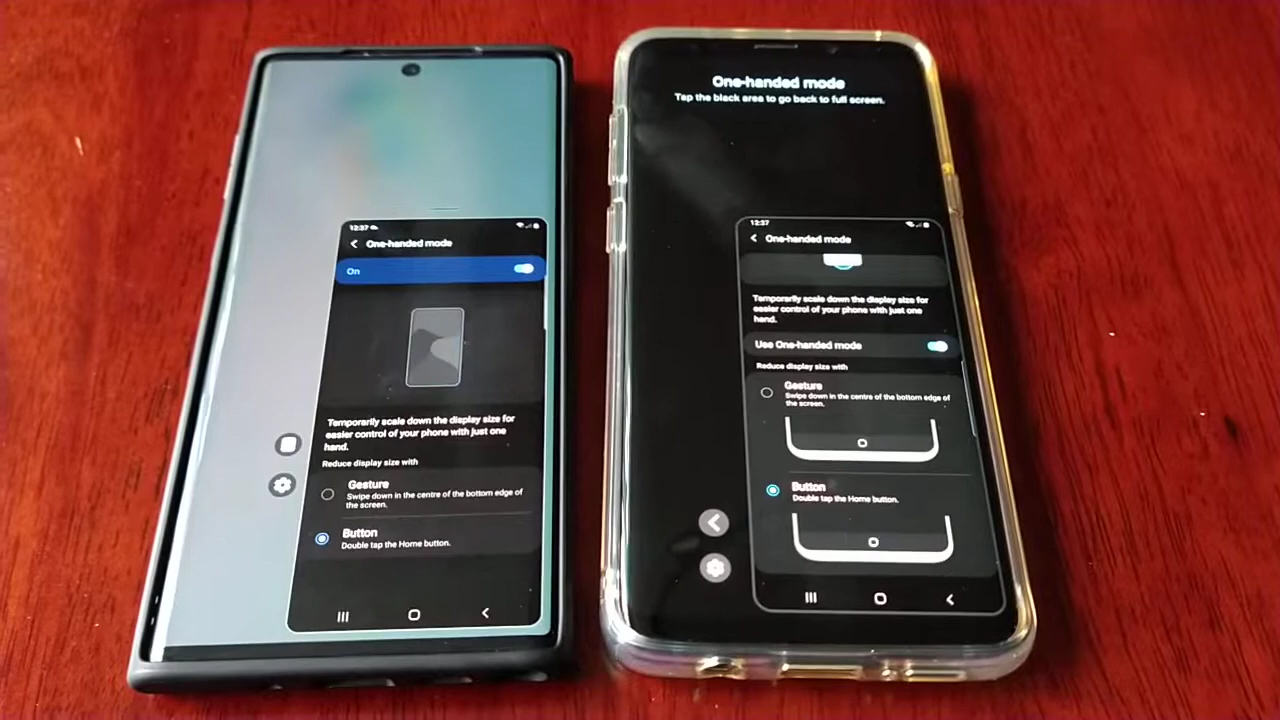 12:37
One-handed mode
On
Temporarily scale down the display size for
easier control of your phone with just one
hand.
Reduce display size with
Gesture
Swipe down in the centre of the bottom edge of
the screen.
Button
Double tap the Home button.
One-handed mode
Tap the black area to go back to full screen.
12:37
One-handed mode
Temporarily scale down the display size for
easier control of your phone with just one
hand.
Use One-handed mode
Reduce display size with
Gesture
Swipe down in the centre of the bottom edge of
the screen.
Button
Double tap the Home button.